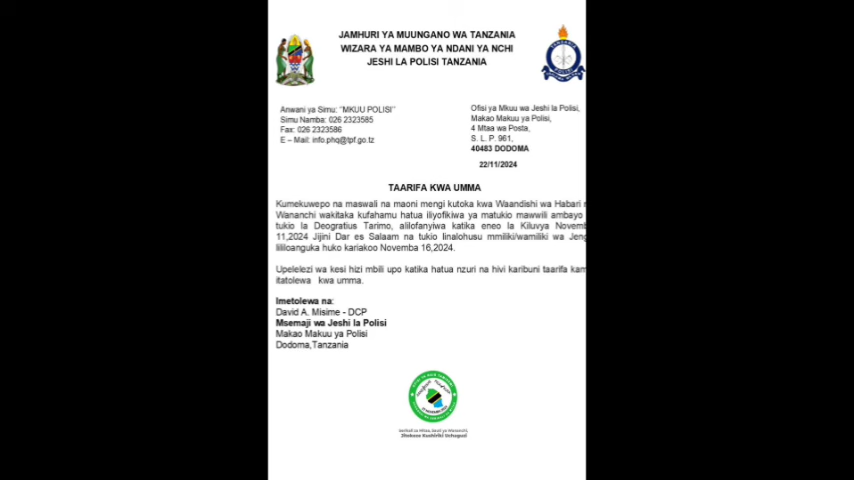 JAMHURI YA MUUNGANO WA TANZANIA
WIZARA YA MAMBO YA NDANI YA NCHI
JESHI LA POLISI TANZANIA
Anwani ya Simu: "MKUU POLISI"
Simu Namba: 026 2323585
Fax: 026 2323586
E – Mail: info.phq@tpf.go.tz
Ofisi ya Mkuu wa Jeshi la Polisi,
Makao Makuu ya Polisi,
4 Mtaa wa Posta,
S. L. P. 961,
40483 DODOMA
22/11/2024
TAARIFA KWA UMMA
Kumekuwepo na maswali na maoni mengi kutoka kwa Waandishi wa Habari
Wananchi wakitaka kufahamu hatua iliyofikiwa ya matukio mawwili ambayo
tukio la Deogratius Tarimo, alilofanyiwa katika eneo la Kiluvya Novemb
11,2024 Jijini Dar es Salaam na tukio linalohusu mmiliki/wamiliki wa Jeng
lililoanguka huko kariakoo Novemba 16,2024.
Upelelezi wa kesi hizi mbili upo katika hatua nzuri na hivi karibuni taarifa kam
itatolewa kwa umma.
Imetolewa na:
David A. Misime - DCP
Msemaji wa Jeshi la Polisi
Makao Makuu ya Polisi
Dodoma,Tanzania